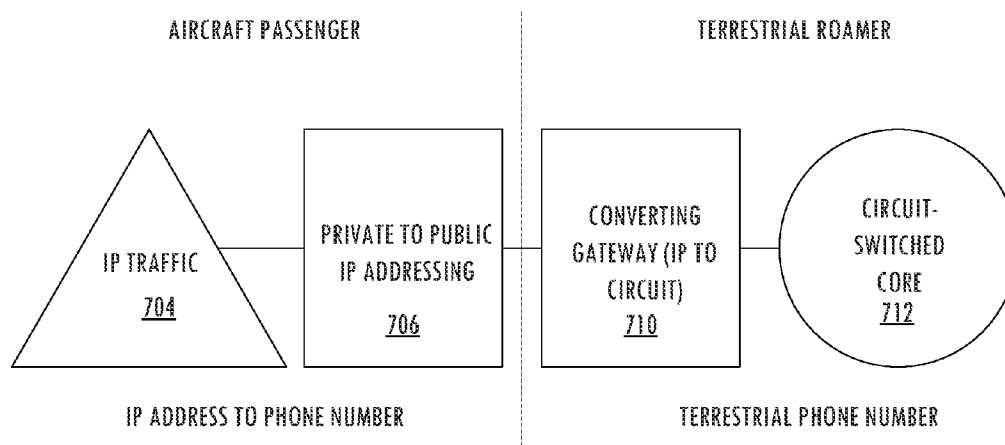 AIRCRAFT PASSENGER
TERRESTRIAL ROAMER
IP TRAFFIC
704
PRIVATE TO PUBLIC
IP ADDRESSING
706
CONVERTING
GATEWAY (IP TO
CIRCUIT)
710
CIRCUIT-
SWITCHED
CORE
712
IP ADDRESS TO PHONE NUMBER
TERRESTRIAL PHONE NUMBER